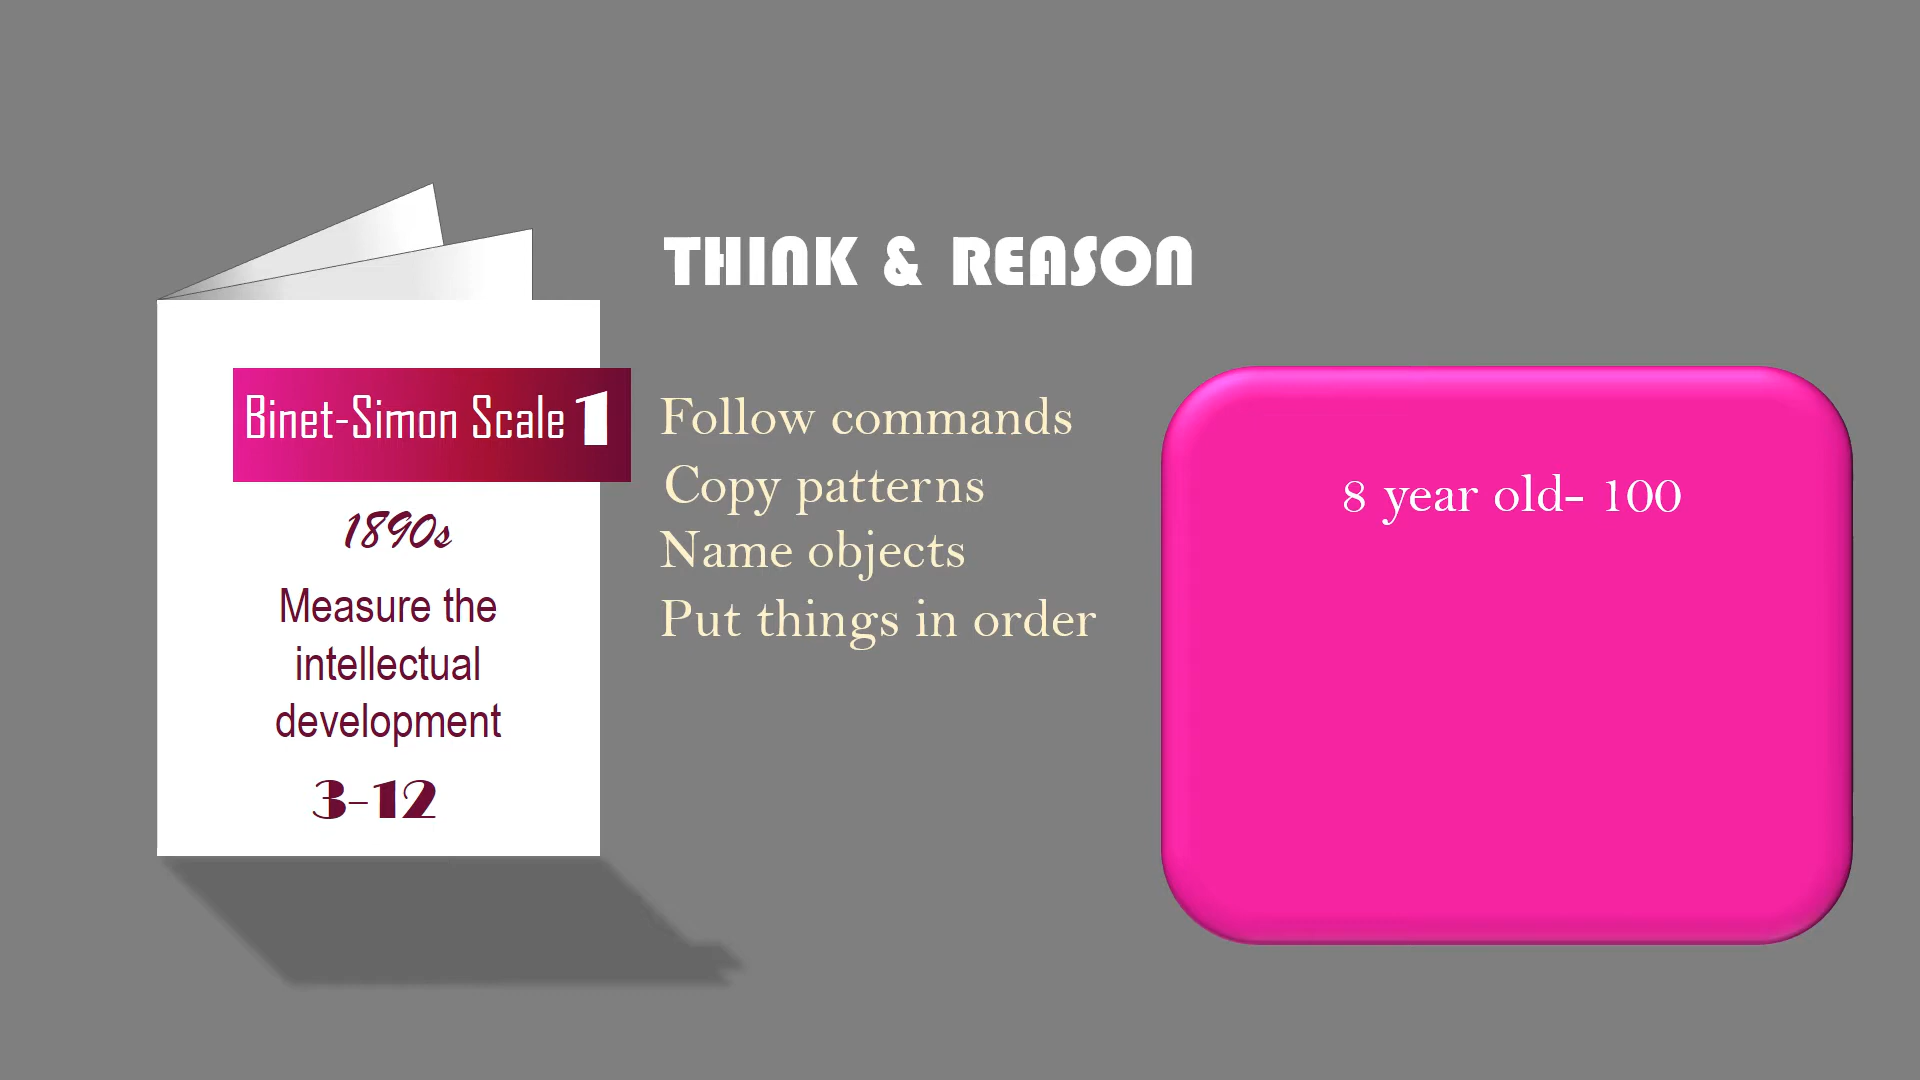 THINK & REASON
Binet-Simon Scale 1
1890s
Measure the
intellectual
development
3-12
Follow commands
Copy patterns
Name objects
Put things in order
8 year old- 100